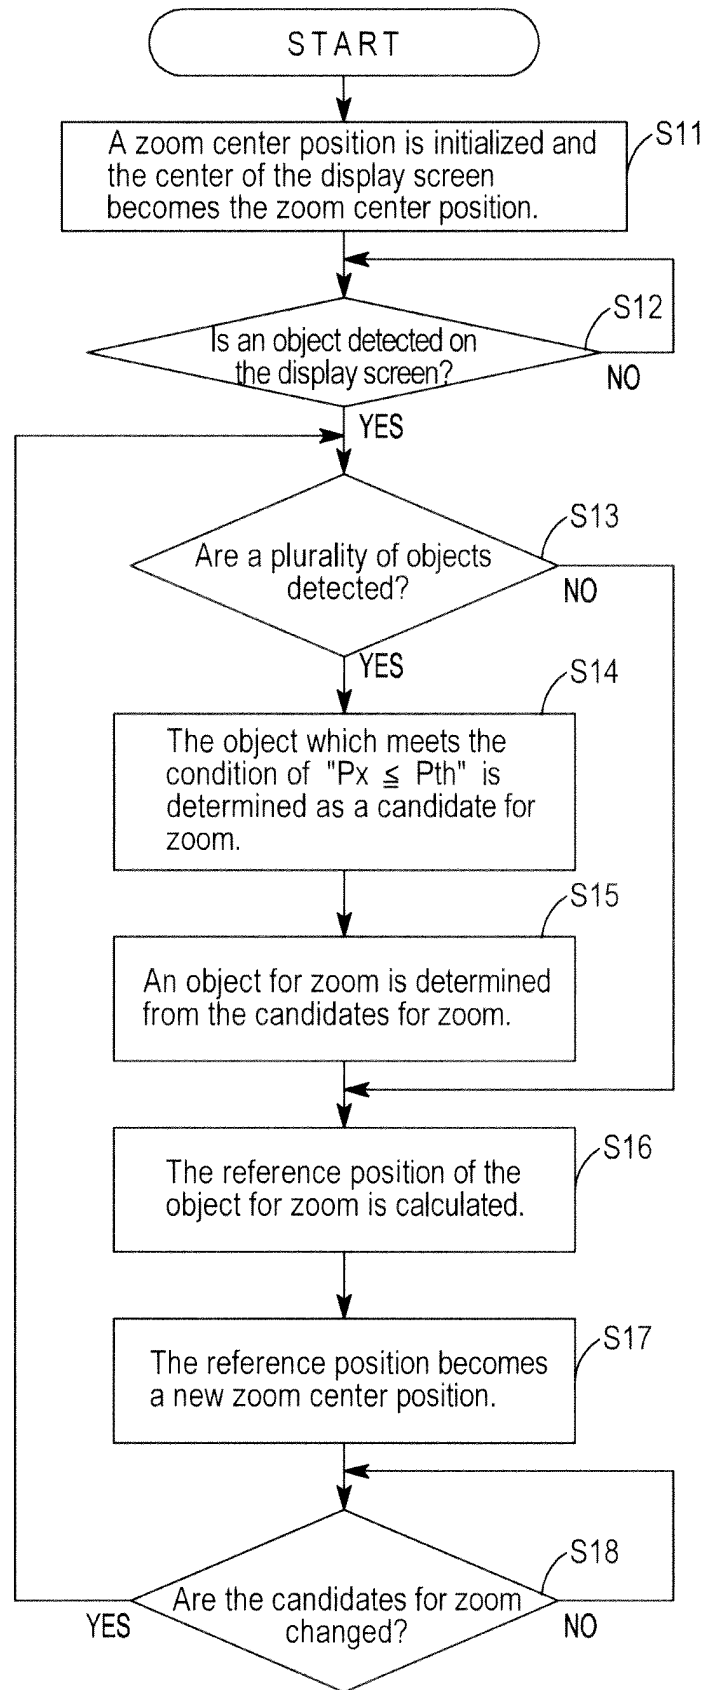 START
S11
A zoom center position is initialized and
the center of the display screen
becomes the zoom center position.
S12
Is an object detected on
the display screen?
NO
YES
S13
Are a plurality of objects
detected?
NO
YES
S14
The object which meets the
condition of "Px ≦ Pth" is
determined as a candidate for
zoom.
S15
An object for zoom is determined
from the candidates for zoom.
S16
The reference position of the
object for zoom is calculated.
S17
The reference position becomes
a new zoom center position.
S18
Are the candidates for zoom
changed?
YES
NO